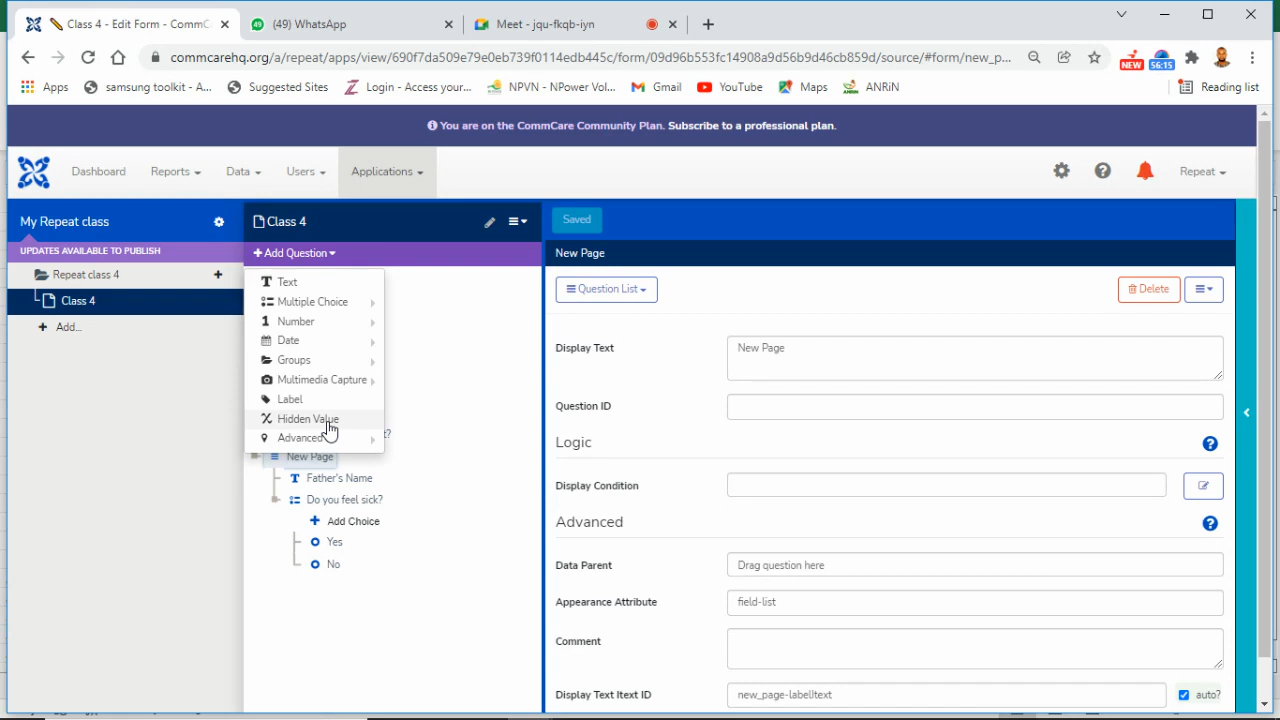 Class 4 - Edit Form - CommC
(49) WhatsApp
Meet - jqu-fkqb-iyn
commcarehq.org/a/repeat/apps/view/690f7da509e79e0eb739f0114edb445c/form/09d96b553fc14908a9d5b9d46cb859d/source/#form/new_p...
NEW
56:15
Apps
samsung toolkit - A...
Suggested Sites
Login - Access your...
NPVN - NPower Vol...
Gmail
YouTube
Maps
ANRiN
Reading list
You are on the CommCare Community Plan. Subscribe to a professional plan.
Dashboard
Reports
Data
Users
Applications
Repeat
My Repeat class
Class 4
Saved
UPDATES AVAILABLE TO PUBLISH
Add Question
New Page
Repeat class 4
Class 4
Add...
Text
Multiple Choice
Number
Date
Groups
Multimedia Capture
Label
Hidden Value
Advanced
t?
New Page
Father's Name
Do you feel sick?
Add Choice
Yes
No
Question List
Delete
Display Text
New Page
Question ID
Logic
Display Condition
Advanced
Data Parent
Drag question here
Appearance Attribute
field-list
Comment
Display Text Itext ID
new_page-labelItext
auto?